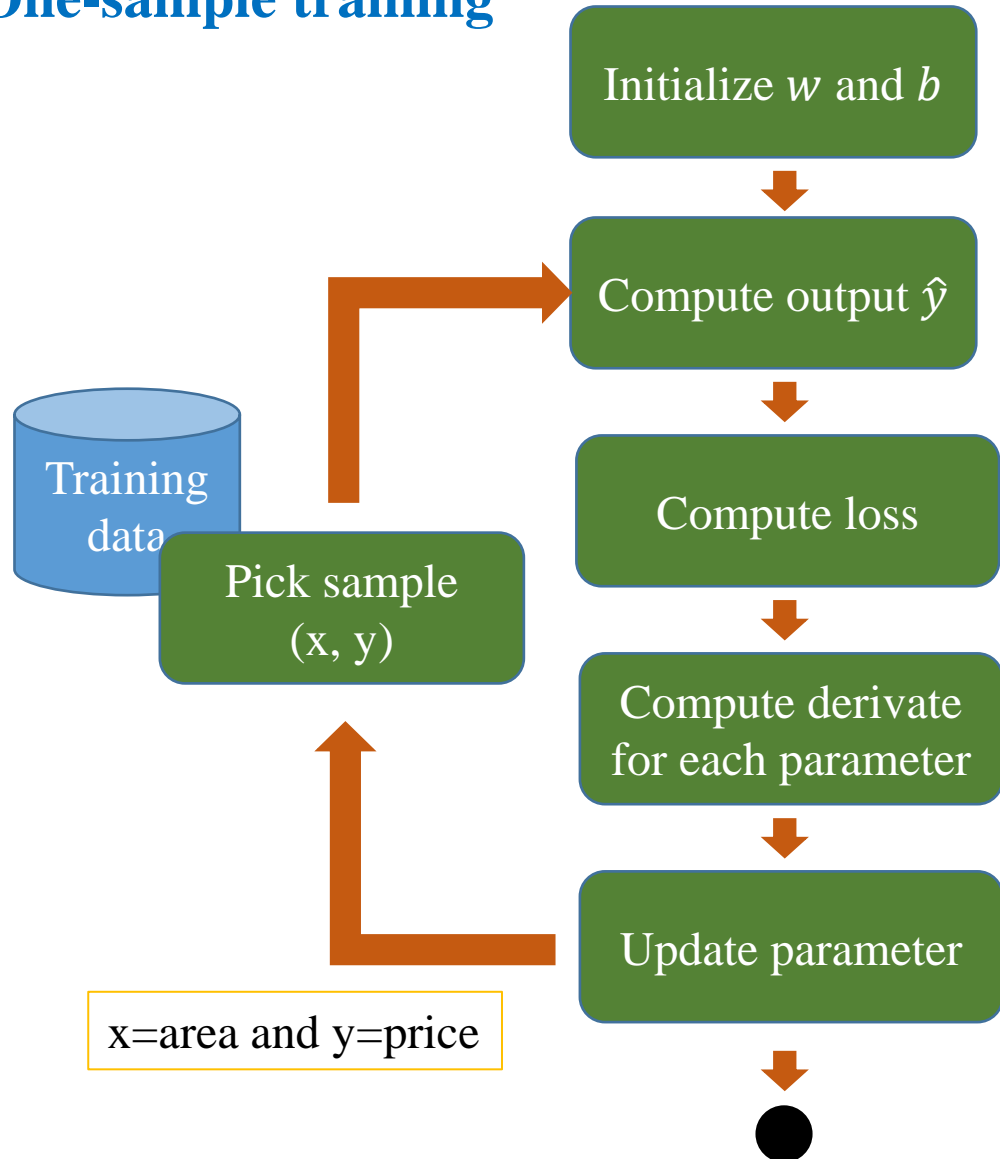 One-sample training
Initialize w and b
Compute output ŷ
Training
data
Pick sample
(x, y)
Compute loss
Compute derivate
for each parameter
Update parameter
x=area and y=price